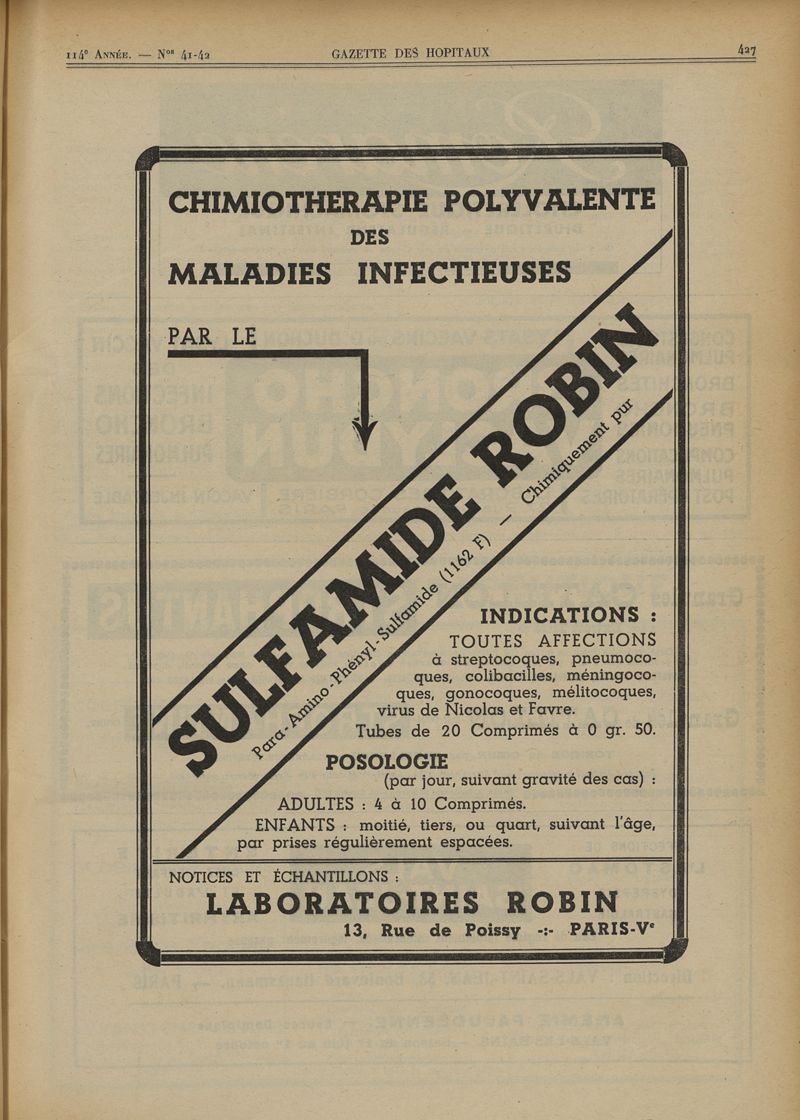 114e Année. — Nos 41-42 GAZETTE DES HOPITAUX 427
CHIMIOTHERAPIE POLYVALENTE
DES
MALADIES INFECTIEUSES
PAR LE
SULFAMIDE ROBIN
Para-Amino-Phényl-Sulfamide (1162 F) — Chimiquement pur
INDICATIONS :
TOUTES AFFECTIONS
à streptocoques, pneumoco-
ques, colibacilles, méningoco-
ques, gonocoques, mélitocoques,
virus de Nicolas et Favre.
Tubes de 20 Comprimés à 0 gr. 50.
POSOLOGIE
(par jour, suivant gravité des cas) :
ADULTES : 4 à 10 Comprimés.
ENFANTS : moitié, tiers, ou quart, suivant l'âge,
par prises régulièrement espacées.
NOTICES ET ÉCHANTILLONS :
LABORATOIRES ROBIN
13, Rue de Poissy -:- PARIS-Ve